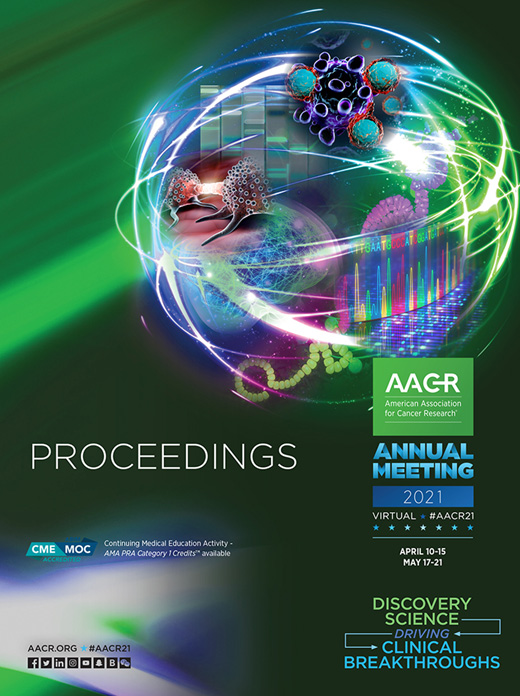 PROCEEDINGS
AACR
American Association
for Cancer Research®
ANNUAL
MEETING
2021
VIRTUAL ★ #AACR21
★ ★ ★ ★ ★ ★ ★
APRIL 10-15
MAY 17-21
CME MOC
ACCREDITED
Continuing Medical Education Activity -
AMA PRA Category 1 Credits™ available
DISCOVERY
SCIENCE
DRIVING
CLINICAL
BREAKTHROUGHS
AACR.ORG ★ #AACR21